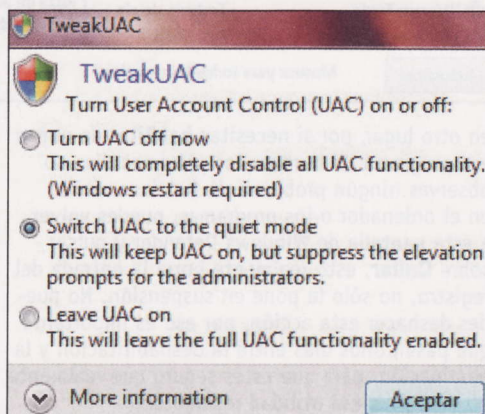 TweakUAC
TweakUAC
Turn User Account Control (UAC) on or off:
Turn UAC off now
This will completely disable all UAC functionality.
(Windows restart required)
Switch UAC to the quiet mode
This will keep UAC on, but suppress the elevation
prompts for the administrators.
Leave UAC on
This will leave the full UAC functionality enabled.
More information
Aceptar